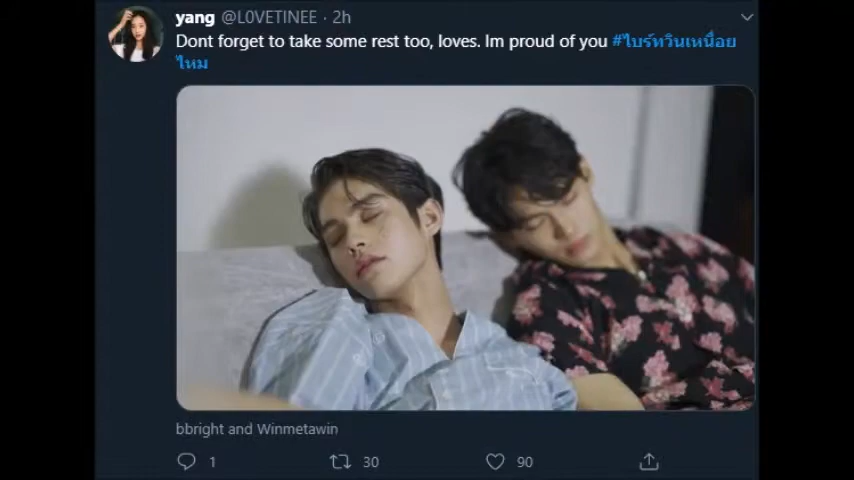 yang @L0VETINEE · 2h
Dont forget to take some rest too, loves. Im proud of you #ไบร์ทวินเหนื่อย
ไหม
bbright and Winmetawin
1 30 90